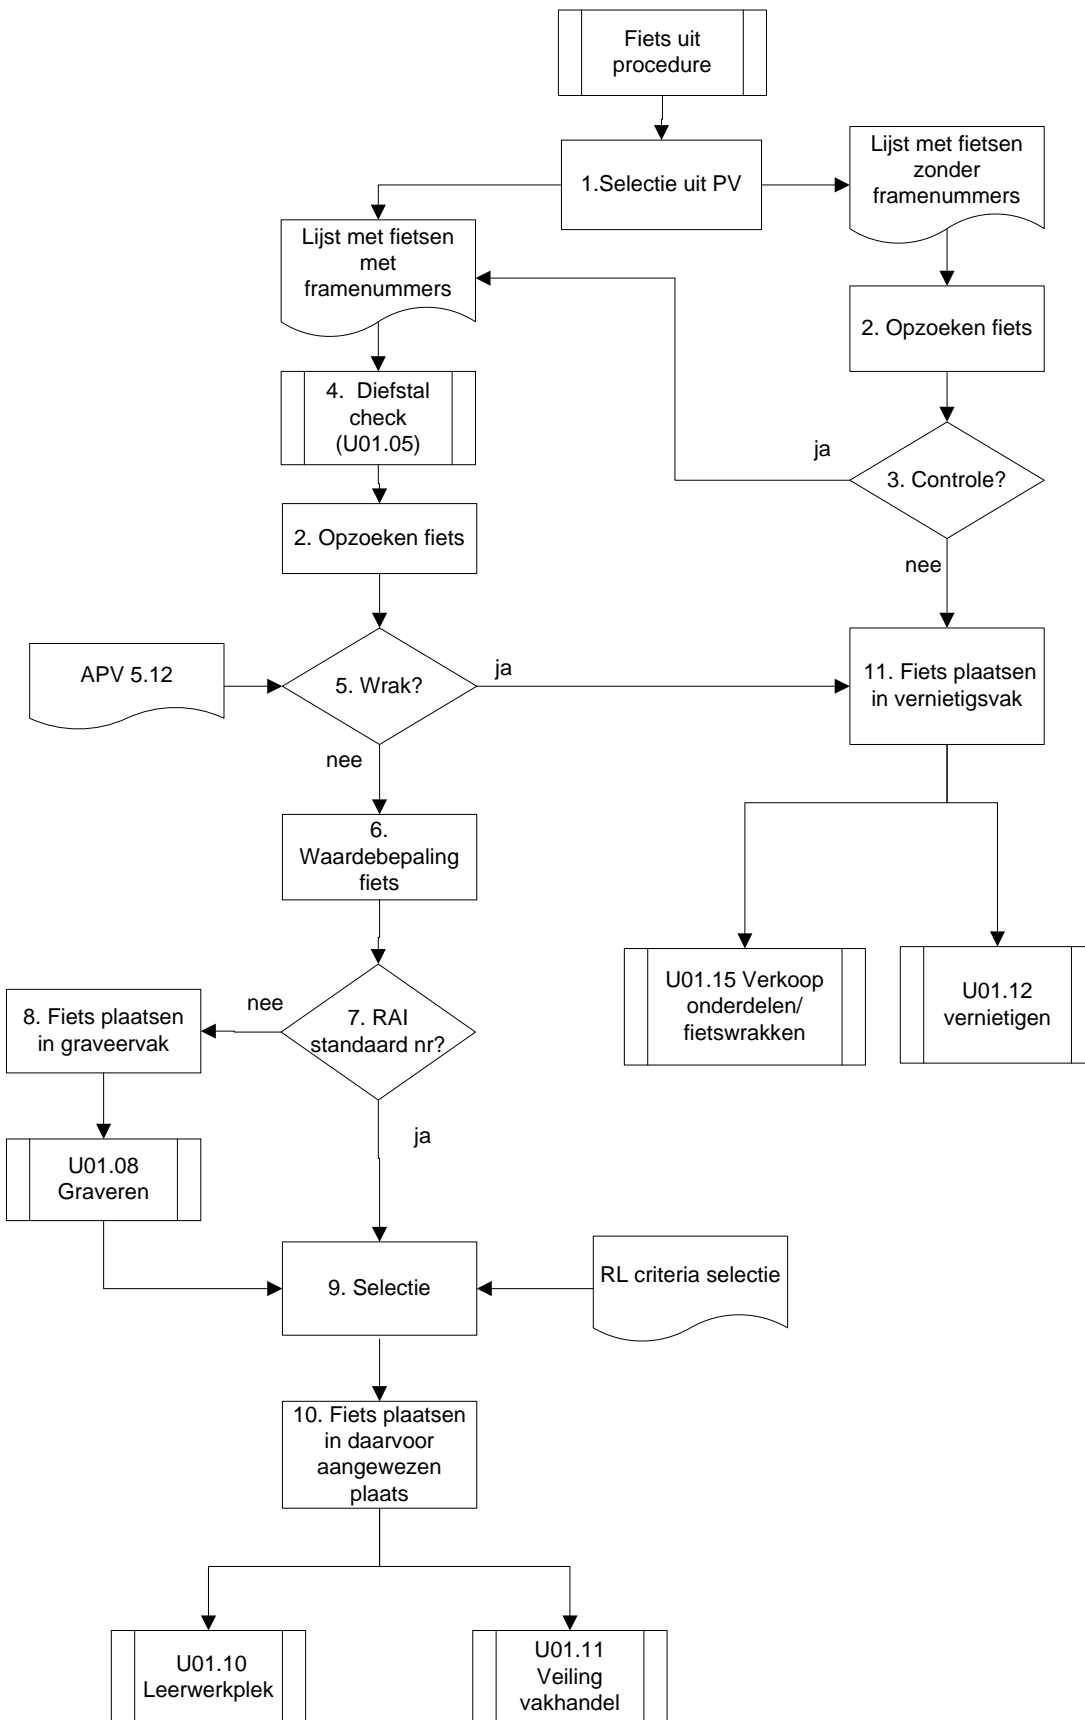 Fiets uit
procedure
1.Selectie uit PV
Lijst met fietsen
zonder
framenummers
Lijst met fietsen
met
framenummers
2. Opzoeken fiets
4.  Diefstal
check
(U01.05)
ja
3. Controle?
2. Opzoeken fiets
nee
APV 5.12
5. Wrak?
ja
11. Fiets plaatsen
in vernietigsvak
nee
6.
Waardebepaling
fiets
U01.15 Verkoop
onderdelen/
fietswrakken
U01.12
vernietigen
8. Fiets plaatsen
in graveervak
nee
7. RAI
standaard nr?
ja
U01.08
Graveren
9. Selectie
RL criteria selectie
10. Fiets plaatsen
in daarvoor
aangewezen
plaats
U01.10
Leerwerkplek
U01.11
Veiling
vakhandel